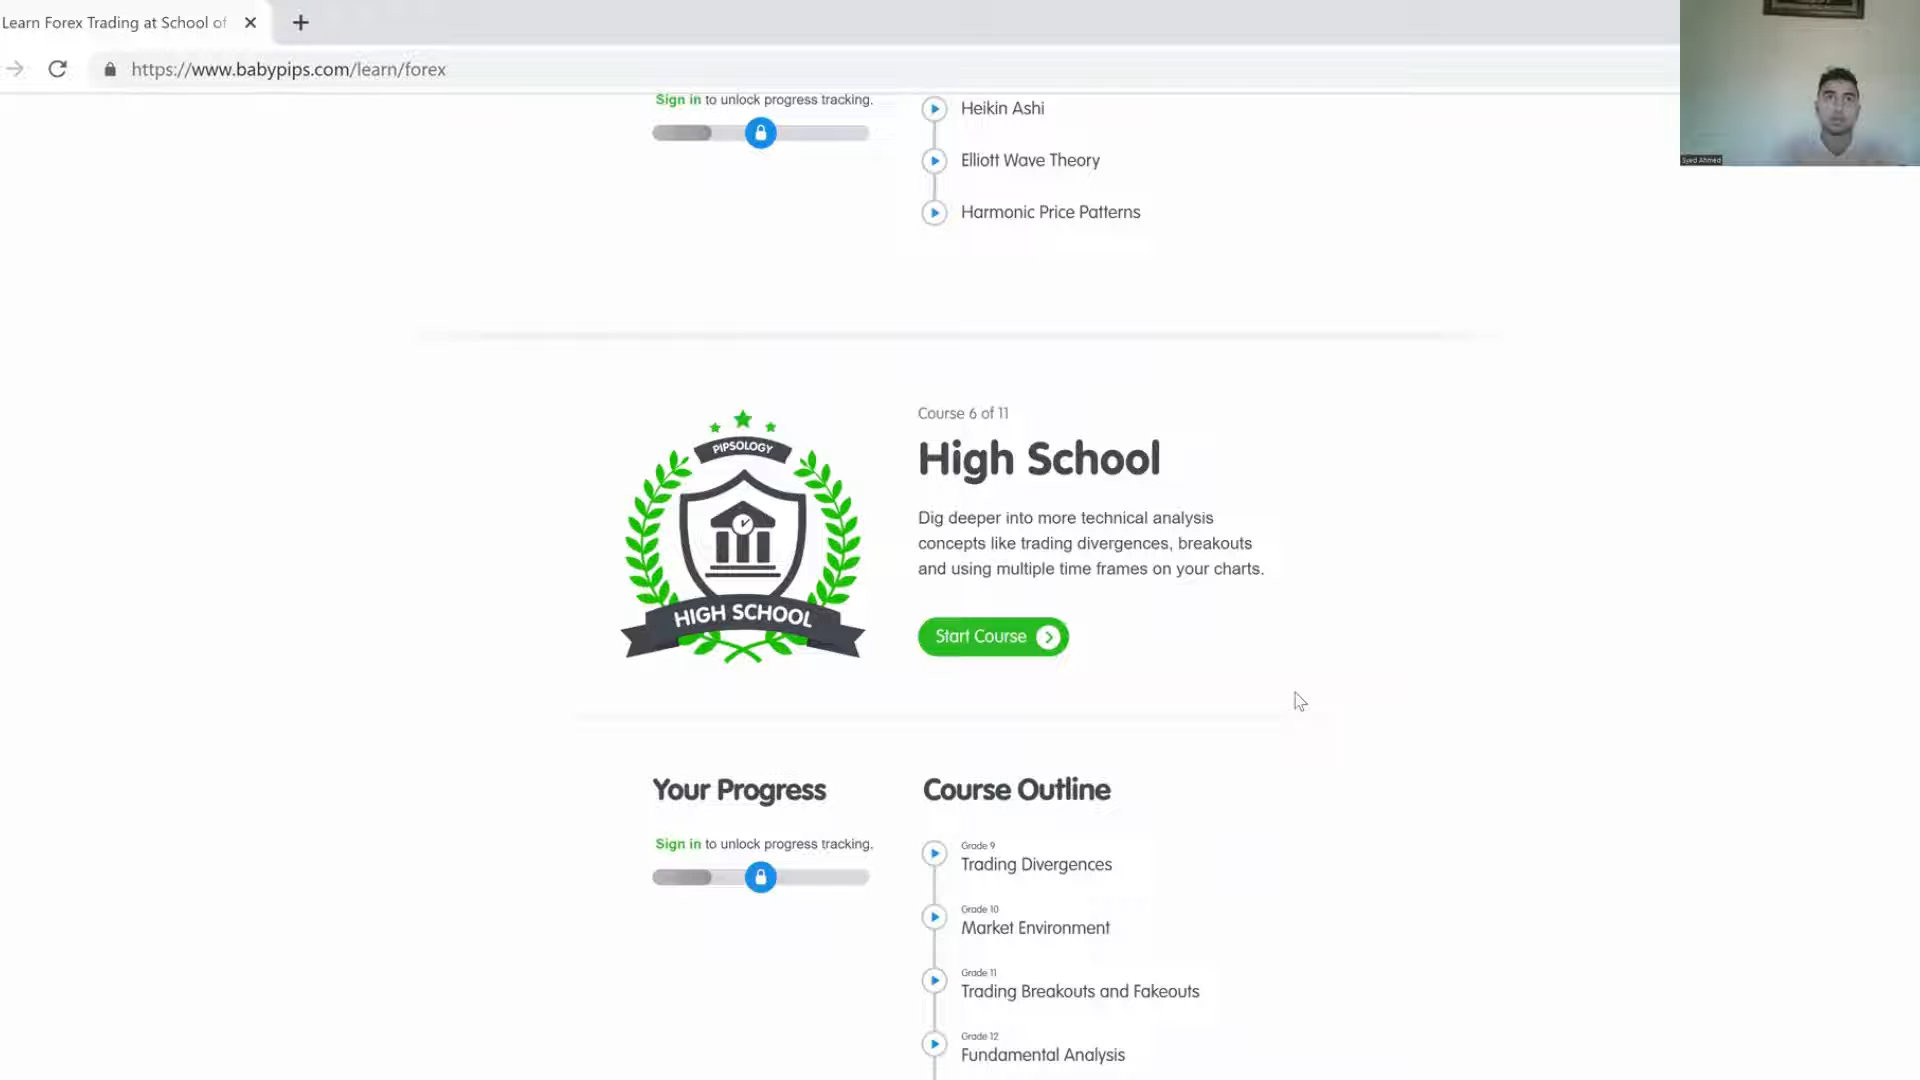 Learn Forex Trading at School of
https://www.babypips.com/learn/forex
Syed Ahmed
Sign in to unlock progress tracking.
Heikin Ashi
Elliott Wave Theory
Harmonic Price Patterns
PIPSOLOGY
HIGH SCHOOL
Course 6 of 11
High School
Dig deeper into more technical analysis
concepts like trading divergences, breakouts
and using multiple time frames on your charts.
Start Course
Your Progress
Sign in to unlock progress tracking.
Course Outline
Grade 9
Trading Divergences
Grade 10
Market Environment
Grade 11
Trading Breakouts and Fakeouts
Grade 12
Fundamental Analysis